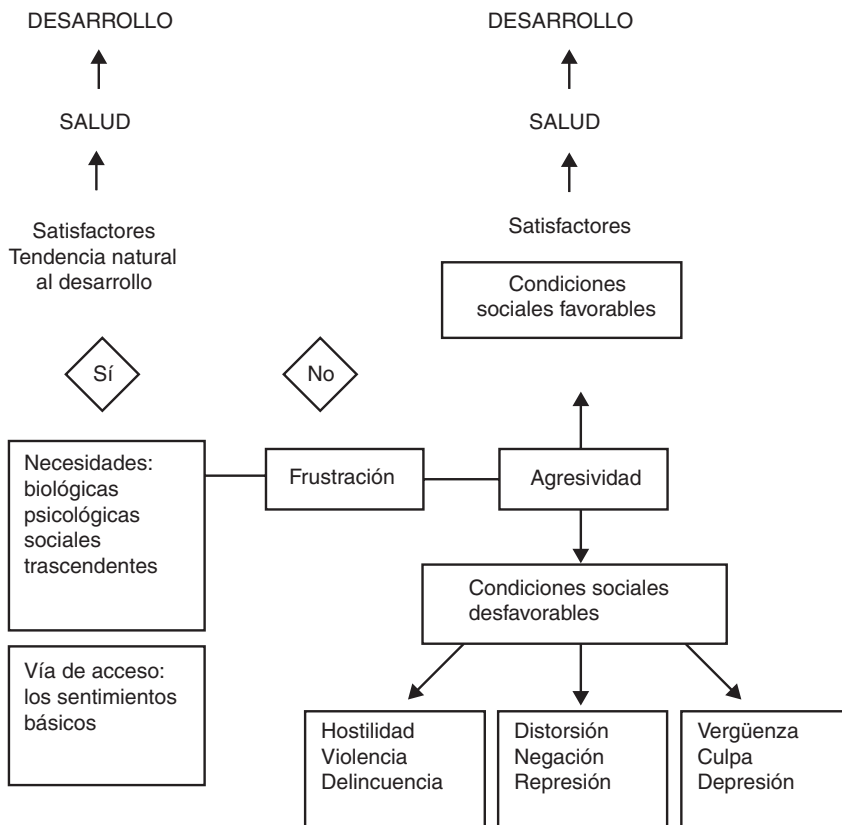 DESARROLLO
DESARROLLO
SALUD
SALUD
Satisfactores
Tendencia natural
al desarrollo
Satisfactores
Condiciones
sociales favorables
Sí
No
Necesidades:
biológicas
psicológicas
sociales
trascendentes
Frustración
Agresividad
Condiciones sociales
desfavorables
Vía de acceso:
los sentimientos
básicos
Hostilidad
Violencia
Delincuencia
Distorsión
Negación
Represión
Vergüenza
Culpa
Depresión